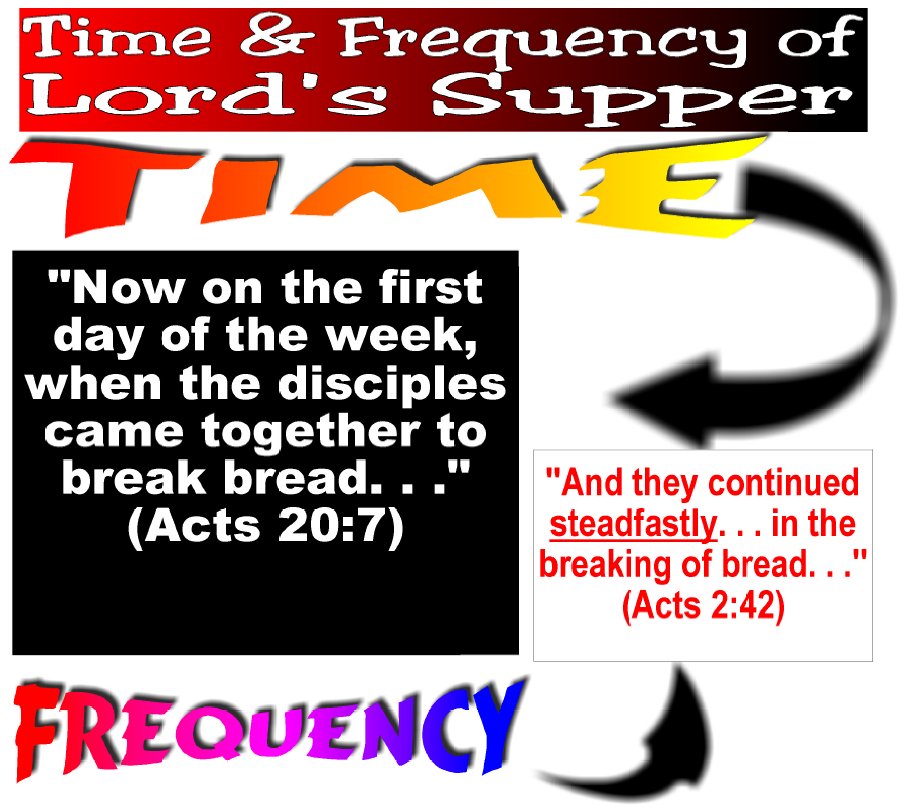 Time & Frequency of
Lord's Supper
TIME
"Now on the first
day of the week,
when the disciples
came together to
break bread. . ."
(Acts 20:7)
"And they continued
steadfastly. . . in the
breaking of bread. . ."
(Acts 2:42)
FREQUENCY